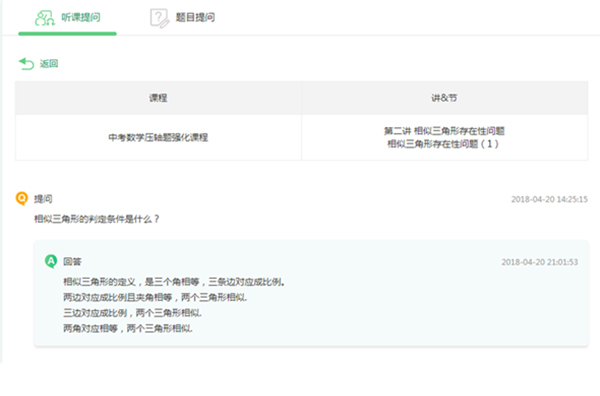 听课提问
题目提问
返回
课程
讲&节
中考数学压轴题强化课程
第二讲 相似三角形存在性问题
相似三角形存在性问题（1）
Q 提问
2018-04-20 14:25:15
相似三角形的判定条件是什么？
A 回答
2018-04-20 21:01:53
相似三角形的定义，是三个角相等，三条边对应成比例。
两边对应成比例且夹角相等，两个三角形相似.
三边对应成比例，两个三角形相似.
两角对应相等，两个三角形相似.